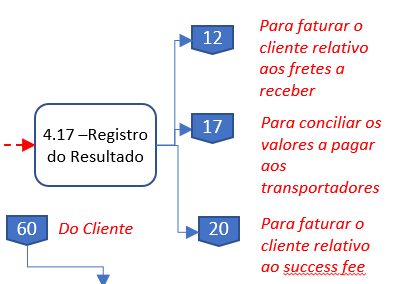 12
Para faturar o
cliente relativo
aos fretes a
receber
4.17 –Registro
do Resultado
17
Para conciliar os
valores a pagar
aos
transportadores
60
Do Cliente
20
Para faturar o
cliente relativo
ao success fee